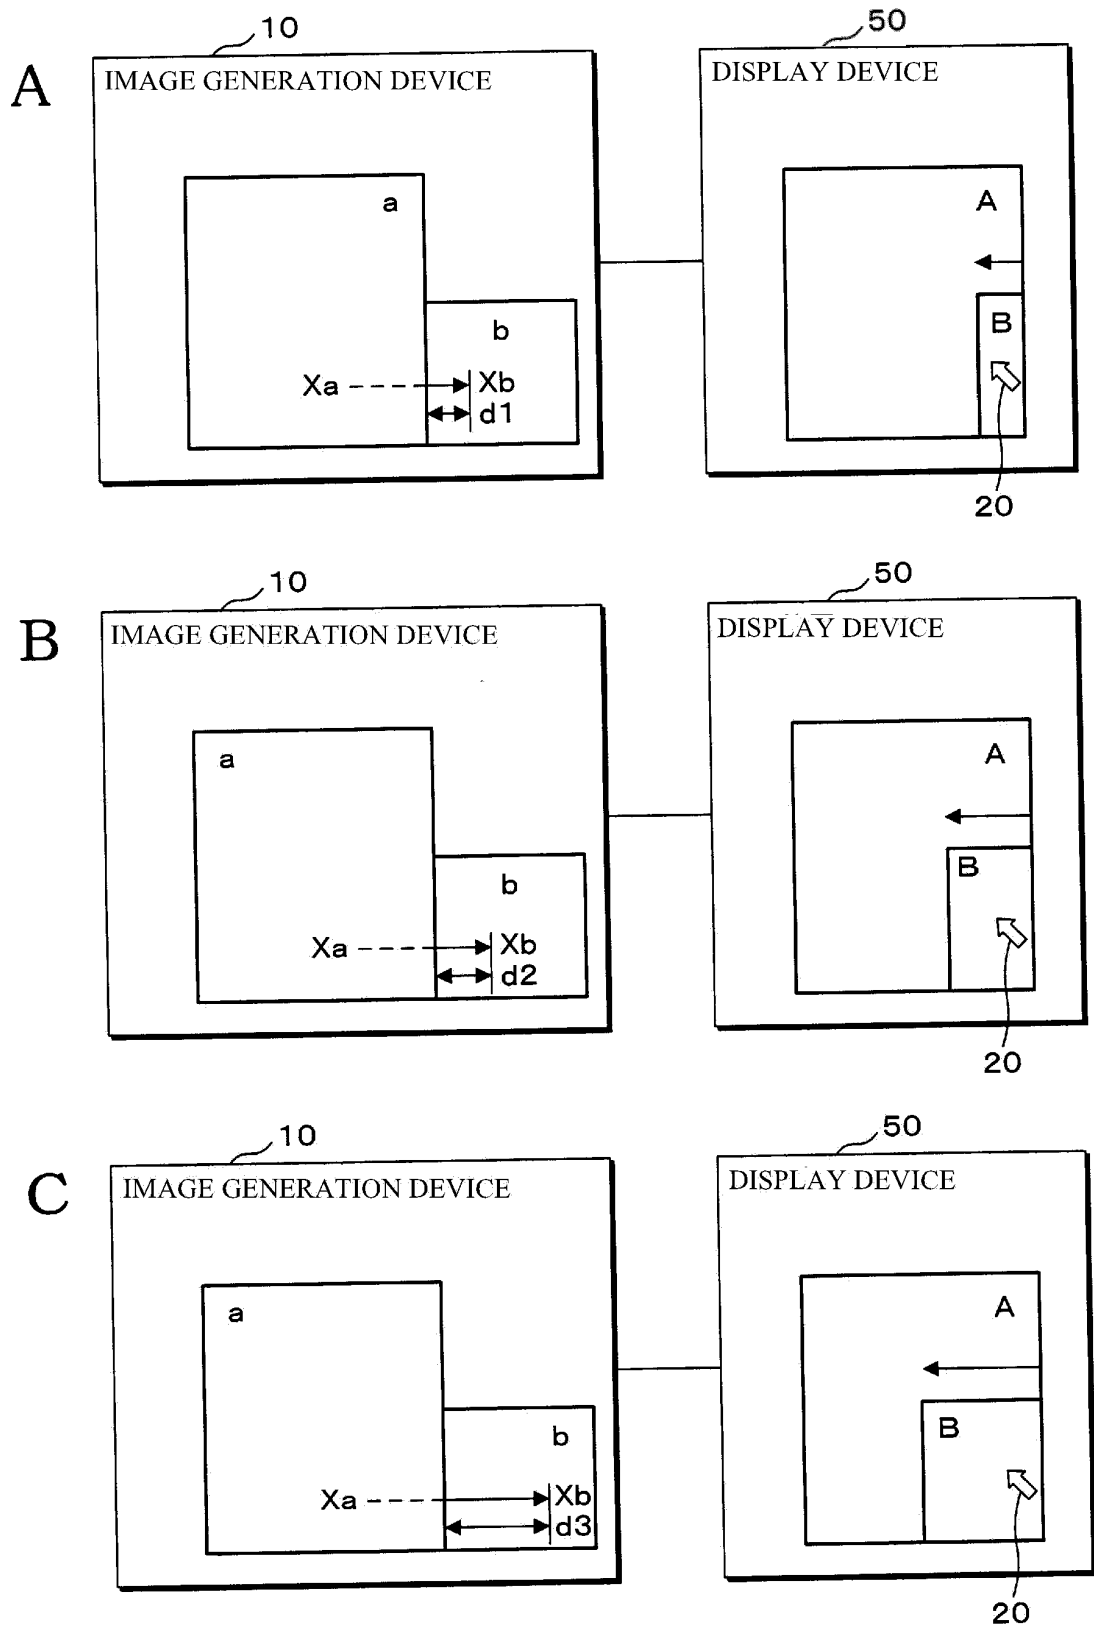 10
50
A
IMAGE GENERATION DEVICE
DISPLAY DEVICE
a
A
b
B
Xa
Xb
d1
20
10
50
B
IMAGE GENERATION DEVICE
DISPLAY DEVICE
a
A
b
B
Xa
Xb
d2
20
10
50
C
IMAGE GENERATION DEVICE
DISPLAY DEVICE
a
A
b
B
Xa
Xb
d3
20